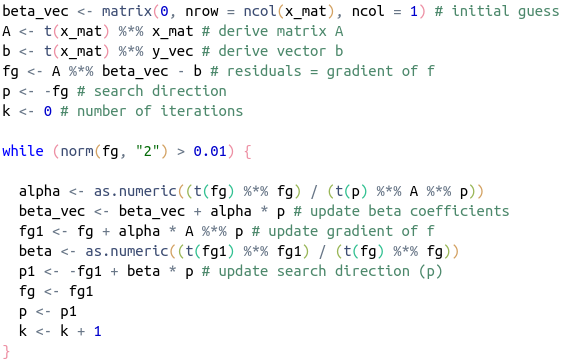 beta_vec <- matrix(0, nrow = ncol(x_mat), ncol = 1) # initial guess
A <- t(x_mat) %*% x_mat # derive matrix A
b <- t(x_mat) %*% y_vec # derive vector b
fg <- A %*% beta_vec - b # residuals = gradient of f
p <- -fg # search direction
k <- 0 # number of iterations

while (norm(fg, "2") > 0.01) {

  alpha <- as.numeric((t(fg) %*% fg) / (t(p) %*% A %*% p))
  beta_vec <- beta_vec + alpha * p # update beta coefficients
  fg1 <- fg + alpha * A %*% p # update gradient of f
  beta <- as.numeric((t(fg1) %*% fg1) / (t(fg) %*% fg))
  p1 <- -fg1 + beta * p # update search direction (p)
  fg <- fg1
  p <- p1
  k <- k + 1
}